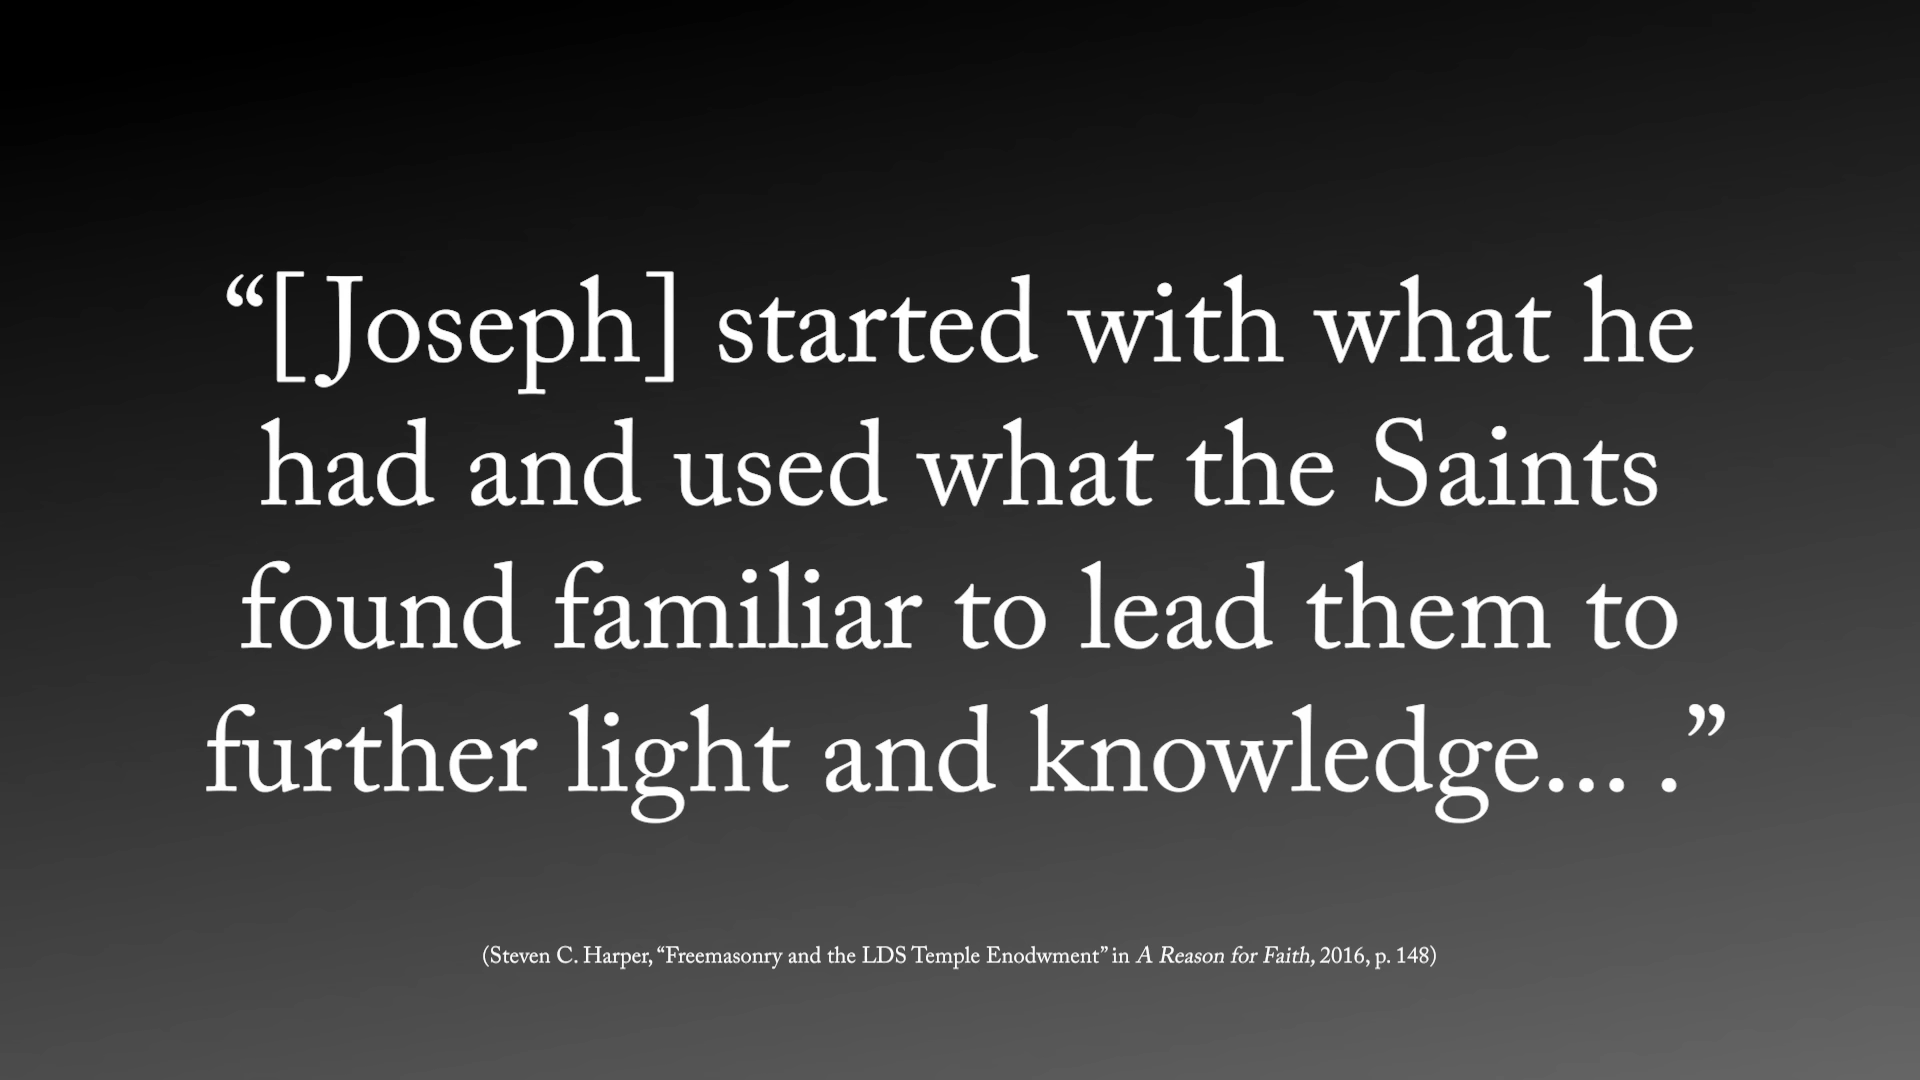 “[Joseph] started with what he
had and used what the Saints
found familiar to lead them to
further light and knowledge... .”
(Steven C. Harper, “Freemasonry and the LDS Temple Enodwment” in A Reason for Faith, 2016, p. 148)